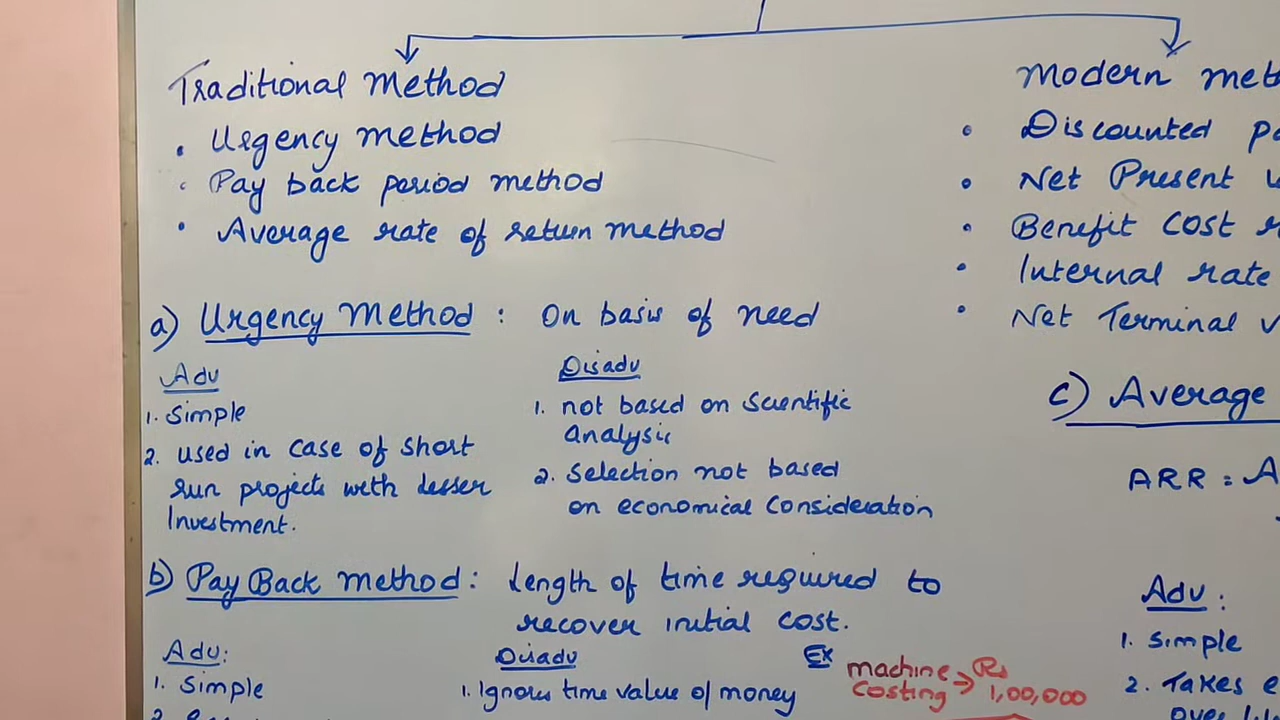 Traditional Method
• Urgency method
• Pay back period method
• Average rate of return method
Modern
• Discounted
• Net Present
• Benefit cost
• Internal rate
• Net Terminal
a) Urgency Method : On basis of need
Adv
1. Simple
2. used in case of short
run projects with lesser
Investment.
Disadv
1. not based on scientific
analysis
2. Selection not based
on economical consideration
b) Pay Back method : length of time required to
recover initial cost.
Adv:
1. Simple
2.
Disadv
1. Ignores time value of money
Ex
machine
costing → Rs
1,00,000
c) Average
ARR =
Adv :
1. Simple
2. Takes
over